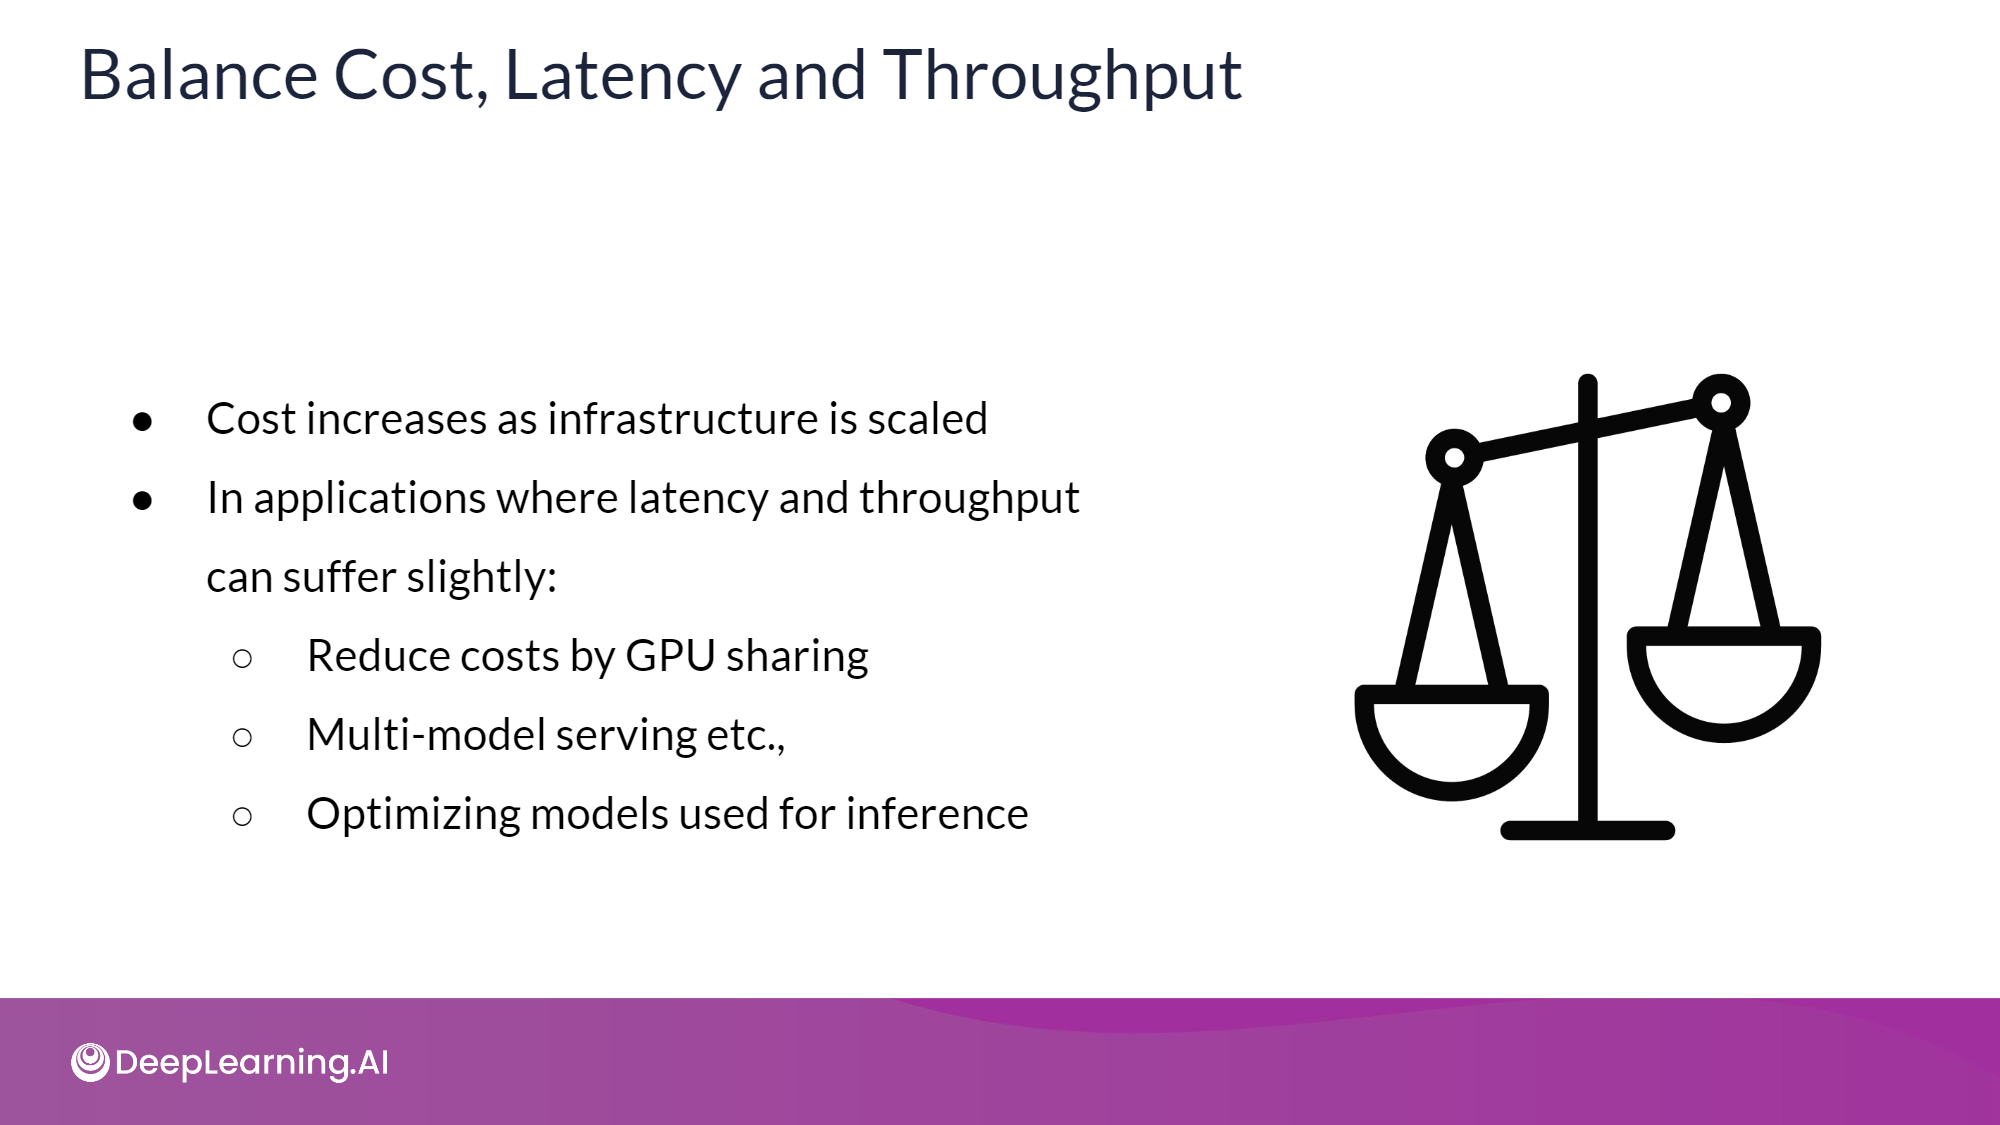 Balance Cost, Latency and Throughput
● Cost increases as infrastructure is scaled
● In applications where latency and throughput
can suffer slightly:
○ Reduce costs by GPU sharing
○ Multi-model serving etc.,
○ Optimizing models used for inference
DeepLearning.AI